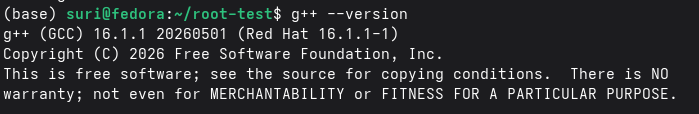 (base) suri@fedora:~/root-test$ g++ --version
g++ (GCC) 16.1.1 20260501 (Red Hat 16.1.1-1)
Copyright (C) 2026 Free Software Foundation, Inc.
This is free software; see the source for copying conditions.  There is NO
warranty; not even for MERCHANTABILITY or FITNESS FOR A PARTICULAR PURPOSE.